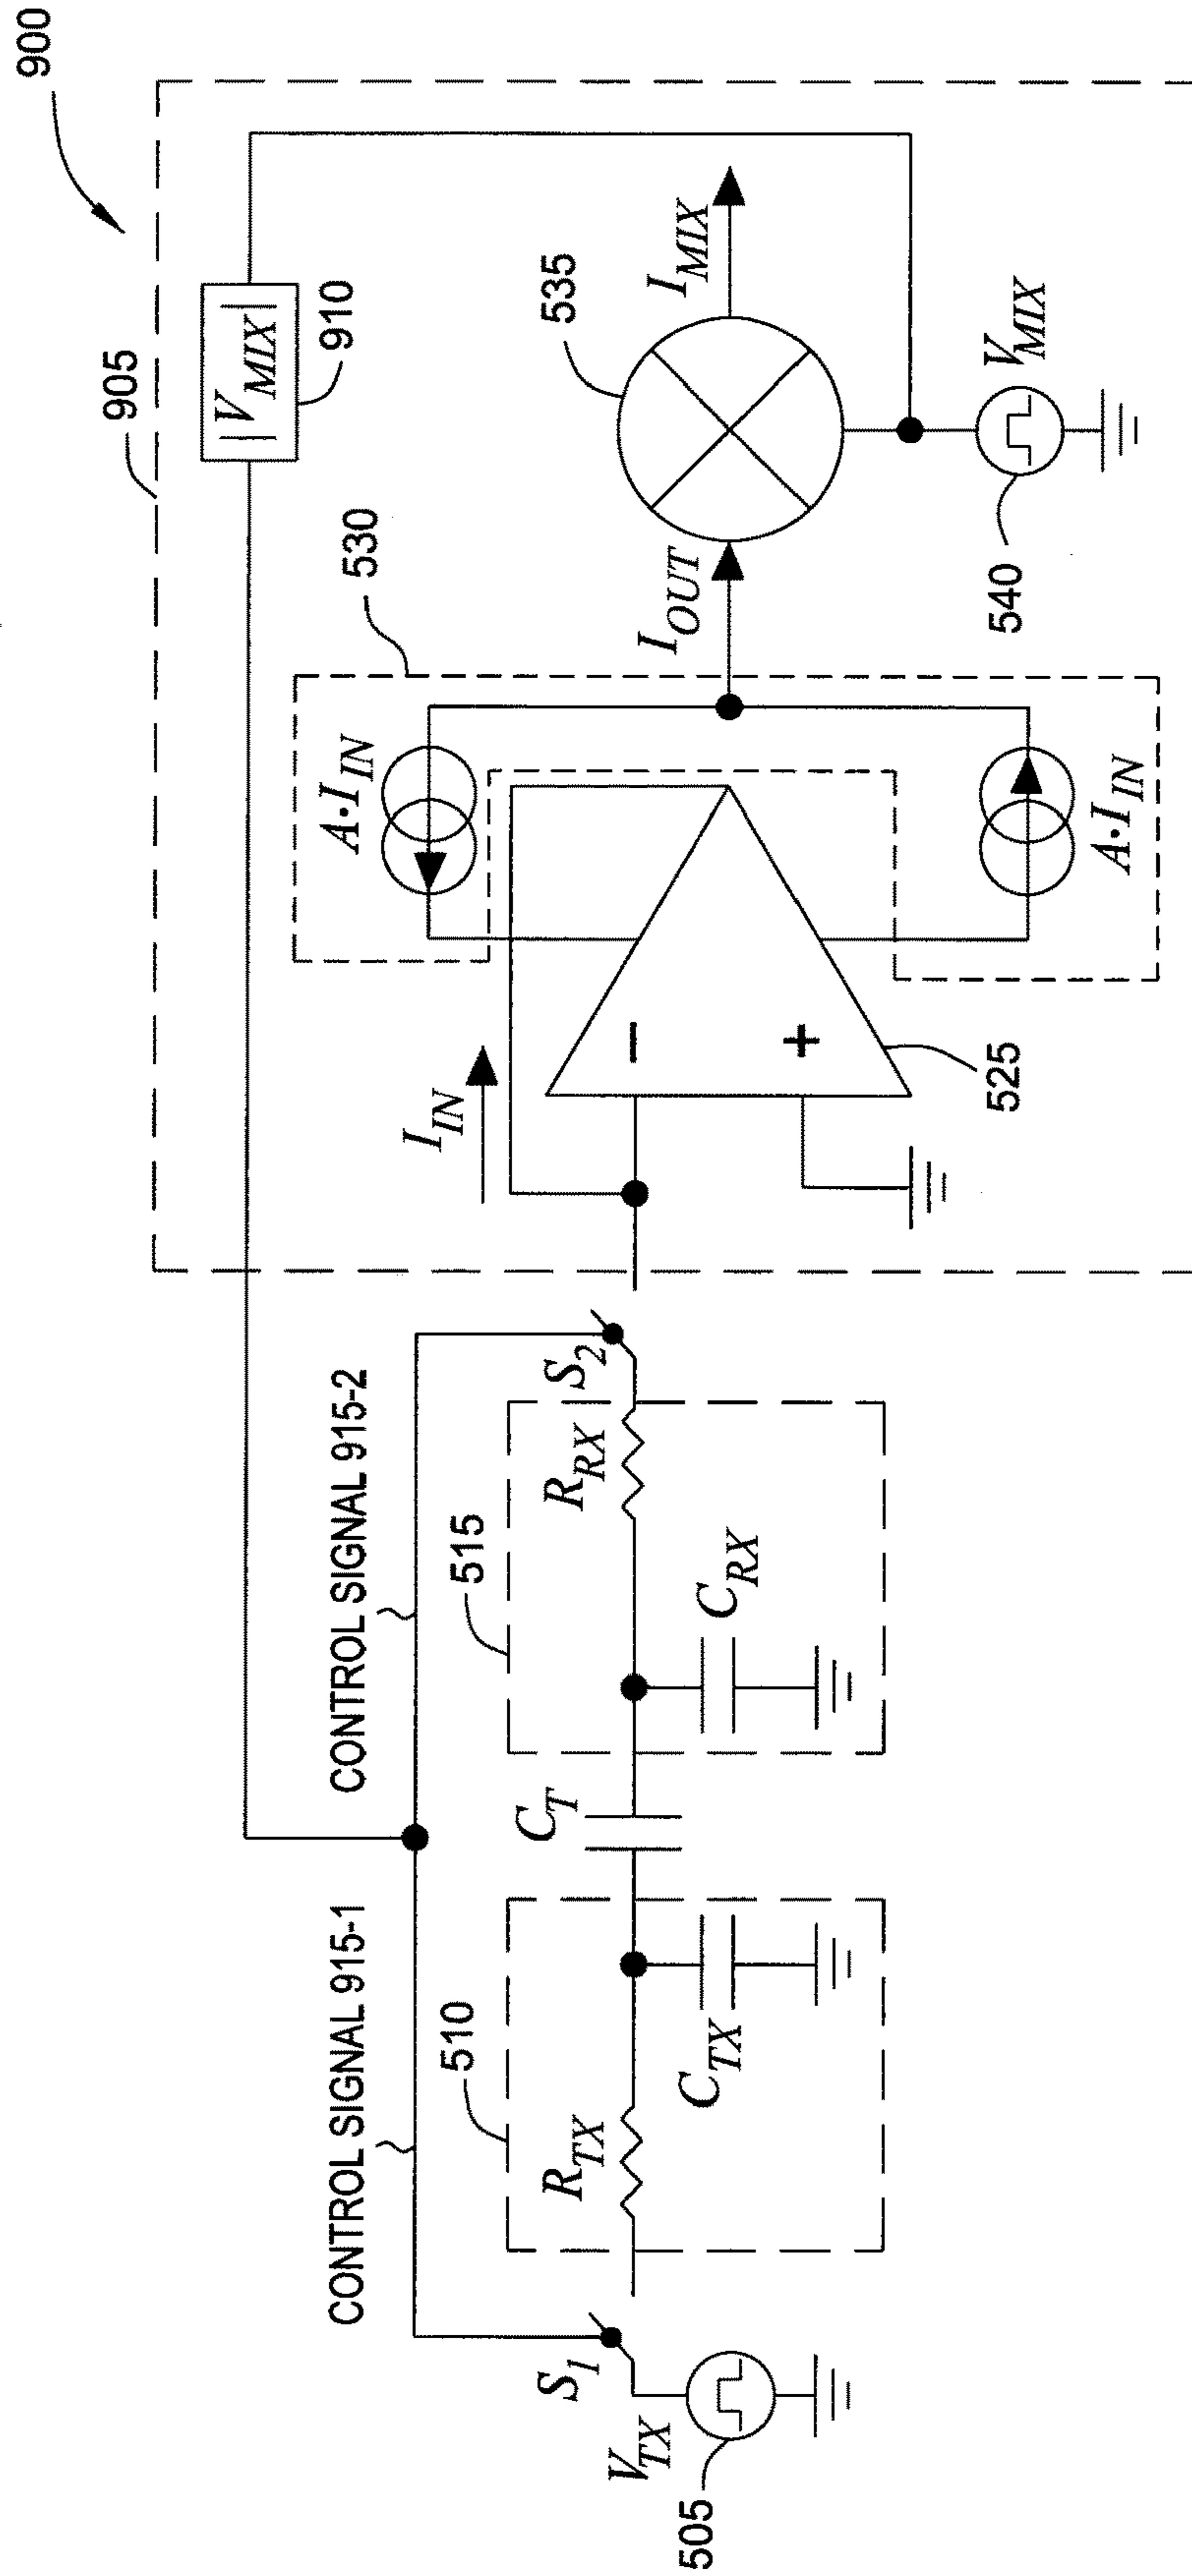 900
905
|V_MIX|
910
530
A·I_IN
535
I_MIX
I_OUT
V_MIX
540
I_IN
−
+
525
A·I_IN
CONTROL SIGNAL 915-1
CONTROL SIGNAL 915-2
510
515
S_1
V_TX
505
R_TX
C_TX
C_T
C_RX
R_RX
S_2